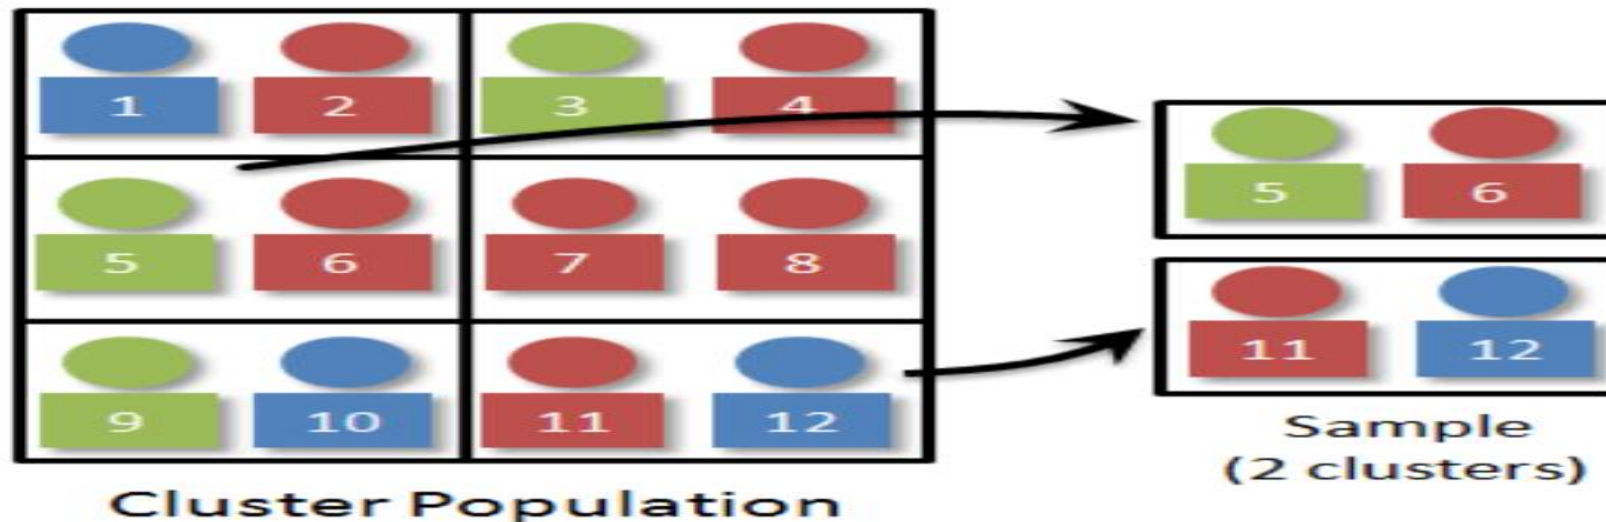 1 2 3 4
5 6 7 8
9 10 11 12
Cluster Population
5 6
11 12
Sample
(2 clusters)